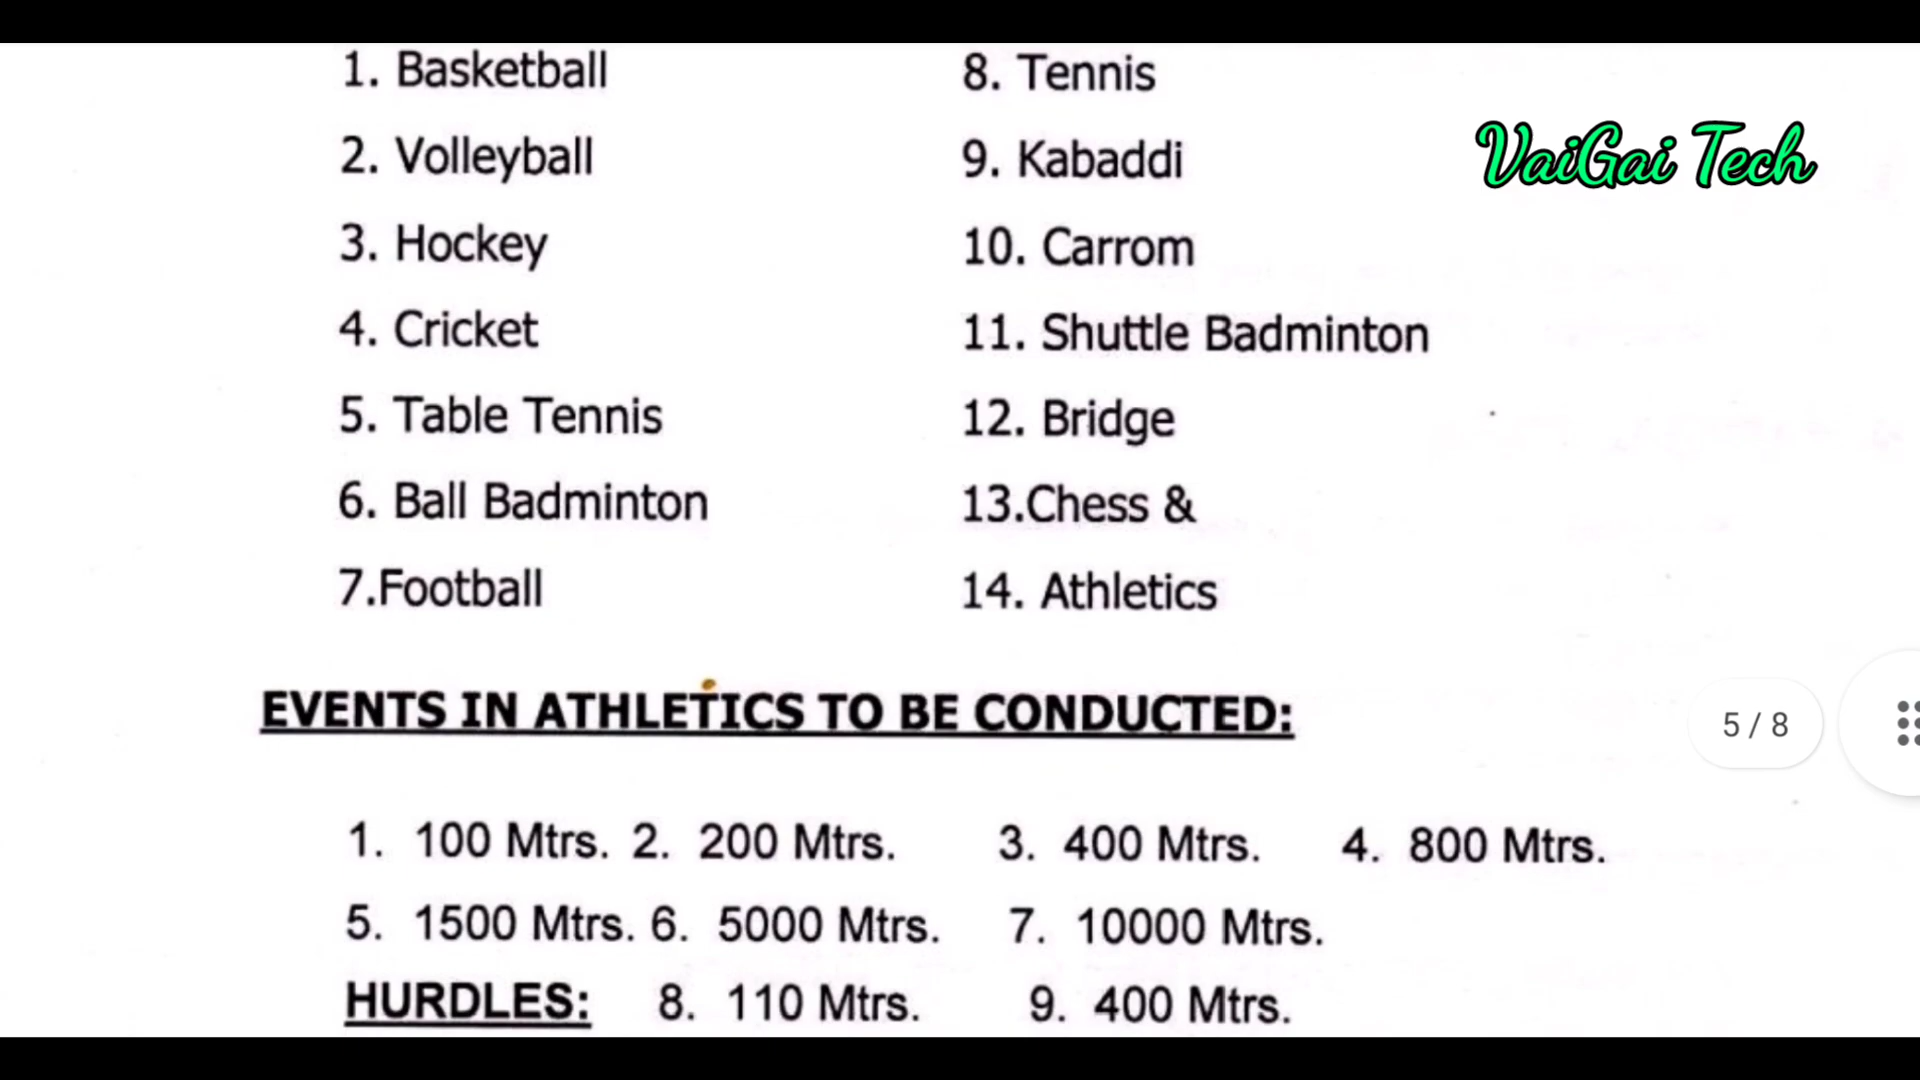 1. Basketball
2. Volleyball
3. Hockey
4. Cricket
5. Table Tennis
6. Ball Badminton
7.Football
8. Tennis
9. Kabaddi
10. Carrom
11. Shuttle Badminton
12. Bridge
13.Chess &
14. Athletics
VaiGai Tech
EVENTS IN ATHLETICS TO BE CONDUCTED:
5 / 8
1. 100 Mtrs. 2. 200 Mtrs. 3. 400 Mtrs. 4. 800 Mtrs.
5. 1500 Mtrs. 6. 5000 Mtrs. 7. 10000 Mtrs.
HURDLES: 8. 110 Mtrs. 9. 400 Mtrs.